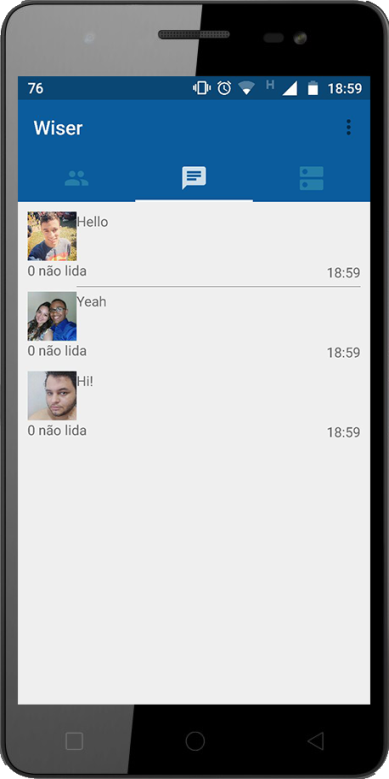 76 H 18:59
Wiser
Hello
0 não lida 18:59
Yeah
0 não lida 18:59
Hi!
0 não lida 18:59